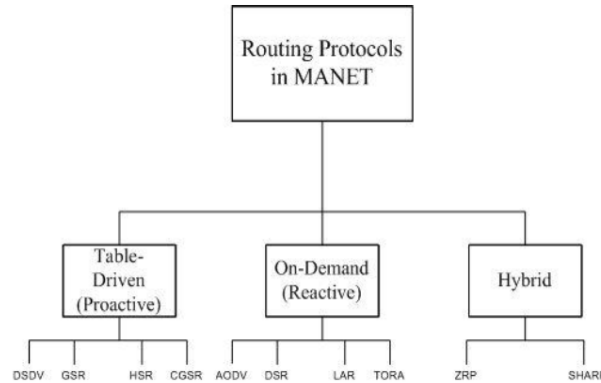 Routing Protocols
in MANET
Table-
Driven
(Proactive)
On-Demand
(Reactive)
Hybrid
DSDV GSR HSR CGSR AODV DSR LAR TORA ZRP SHARP